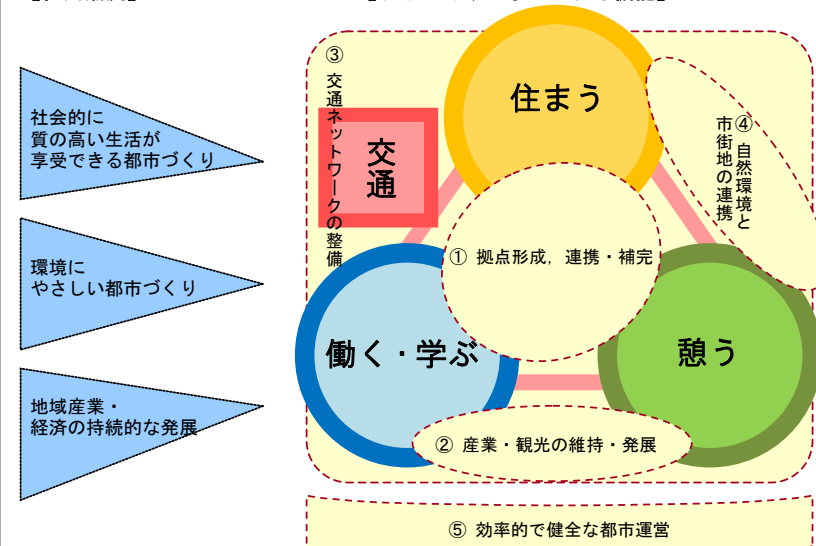 社会的に
質の高い生活が
享受できる都市づくり
環境に
やさしい都市づくり
地域産業・
経済の持続的な発展
③ 交通ネットワークの整備
交通
住まう
④ 自然環境と
市街地の連携
① 拠点形成，連携・補完
働く・学ぶ
憩う
② 産業・観光の維持・発展
⑤ 効率的で健全な都市運営